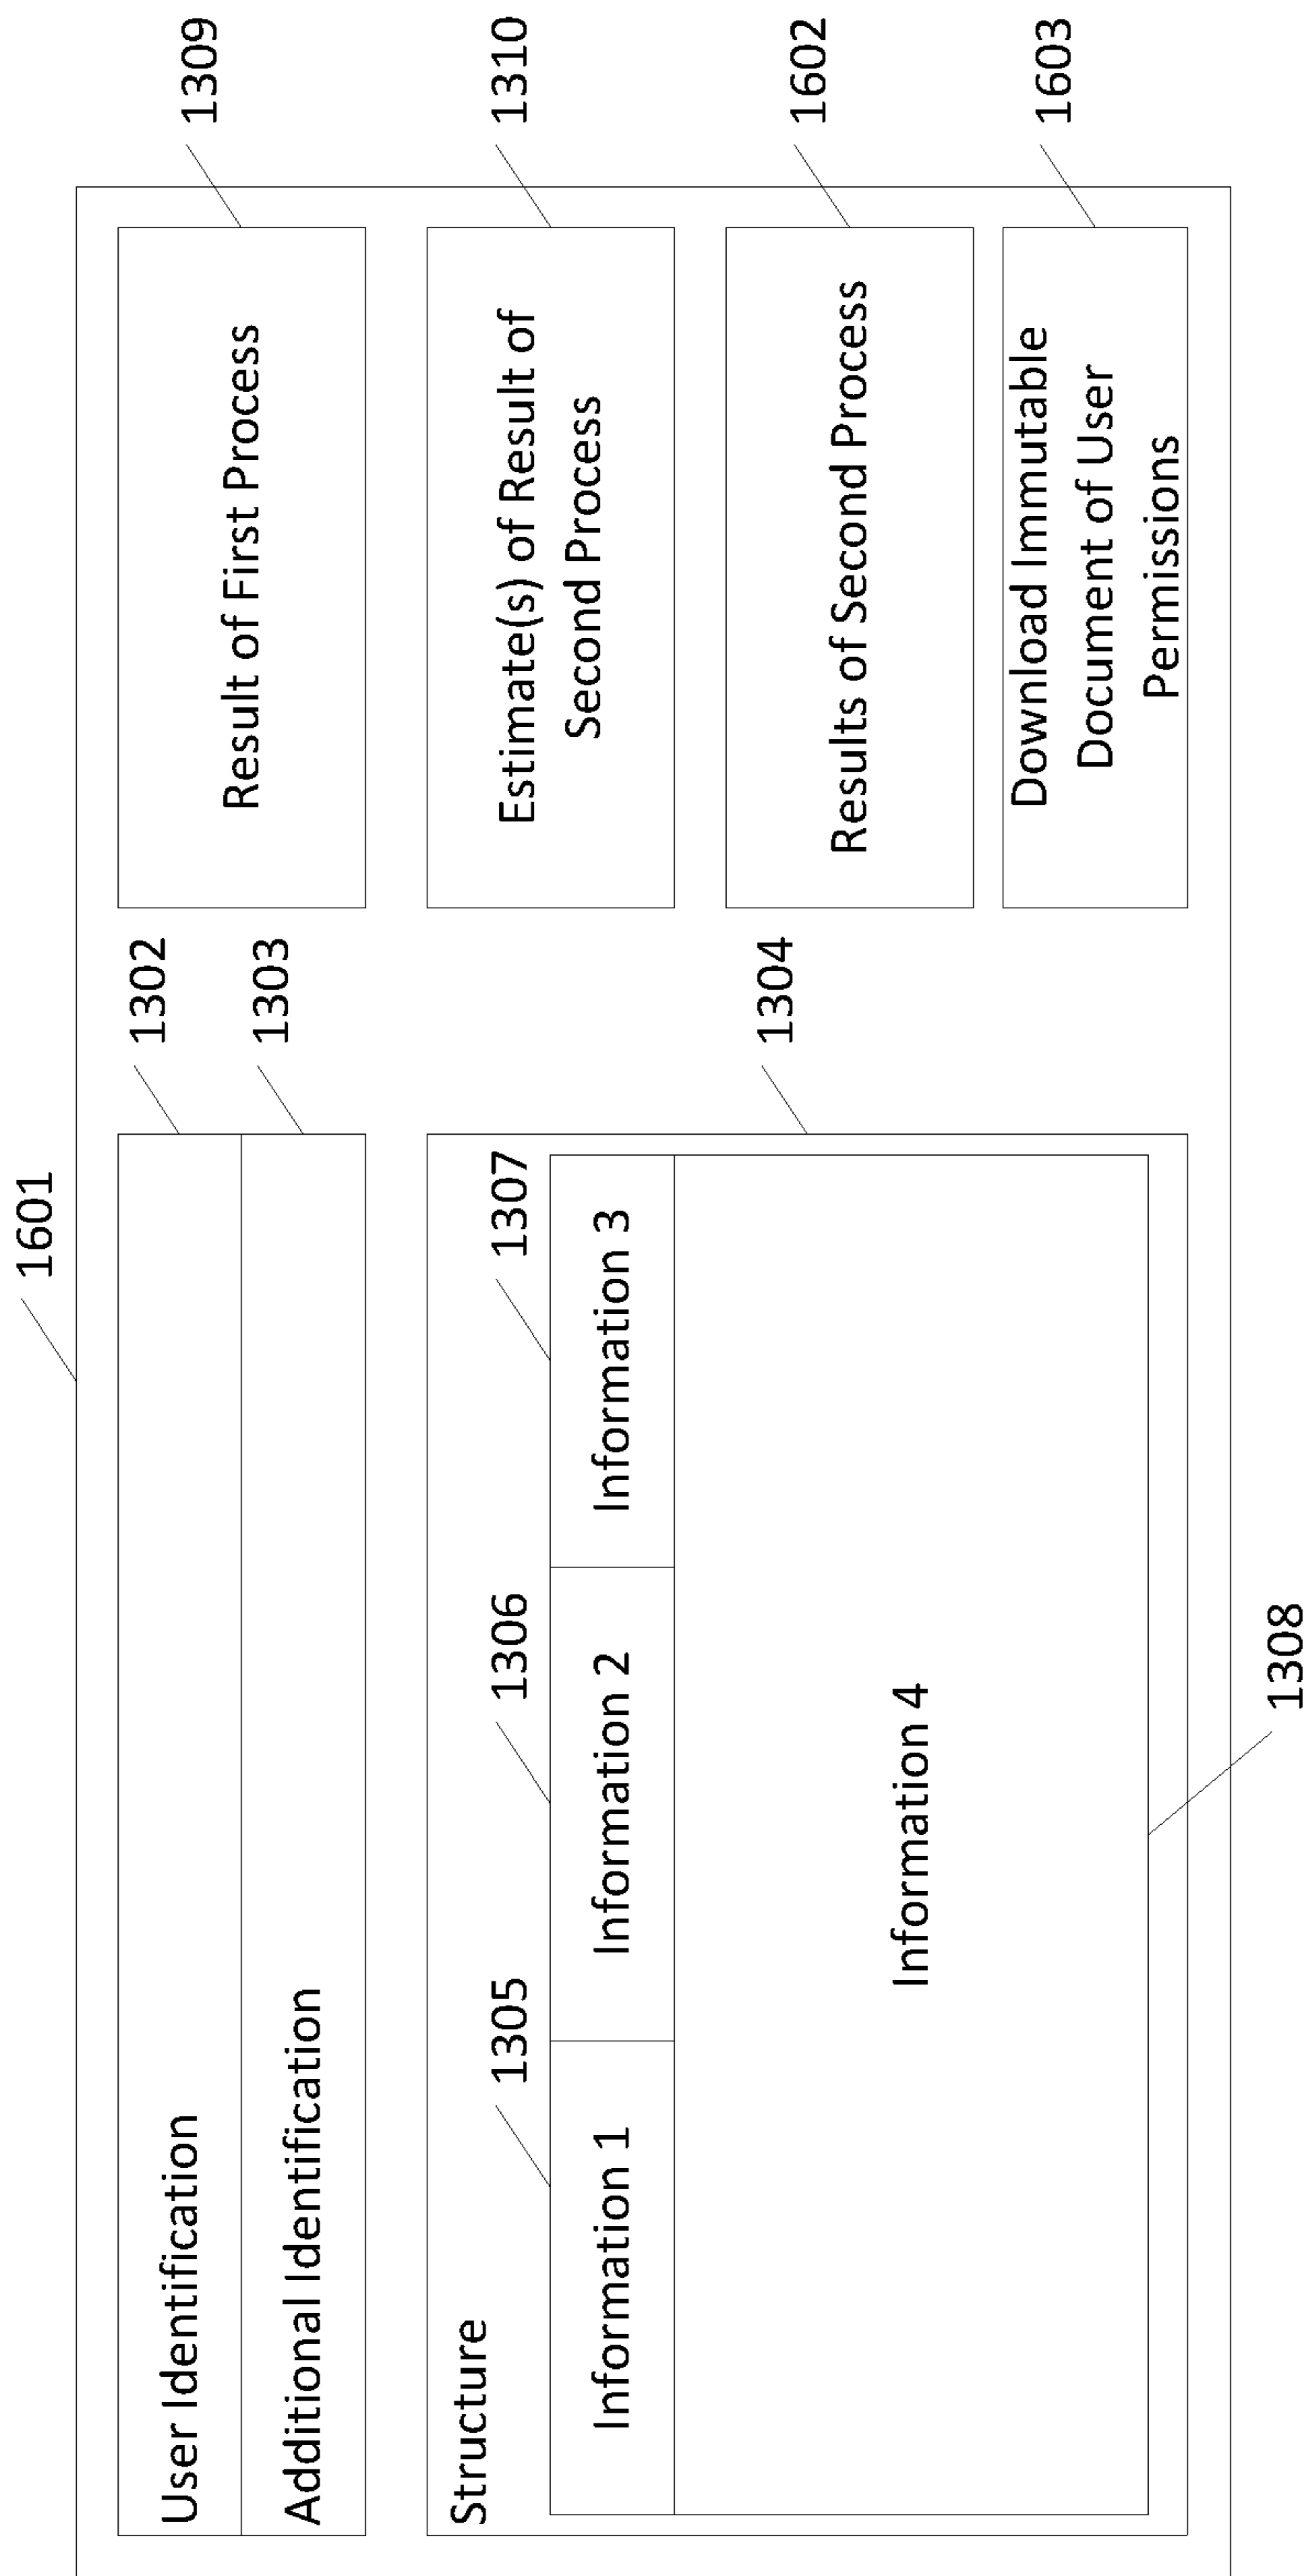 1601
User Identification
1302
Additional Identification
1303
Result of First Process
1309
Structure
1304
1305
Information 1
1306
Information 2
1307
Information 3
Information 4
1308
Estimate(s) of Result of
Second Process
1310
Results of Second Process
1602
Download Immutable
Document of User
Permissions
1603